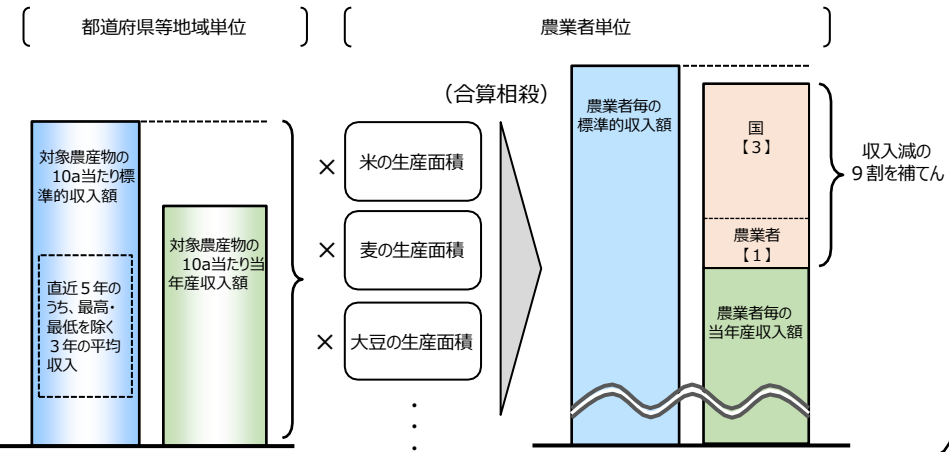 都道府県等地域単位
農業者単位
(合算相殺)
対象農産物の
10a当たり標
準的収入額
直近５年の
うち、最高・
最低を除く
３年の平均
収入
対象農産物の
10a当たり当
年産収入額
×
米の生産面積
×
麦の生産面積
×
大豆の生産面積
・
・
・
農業者毎の
標準的収入額
国
【３】
農業者
【１】
農業者毎の
当年産収入額
収入減の
９割を補てん